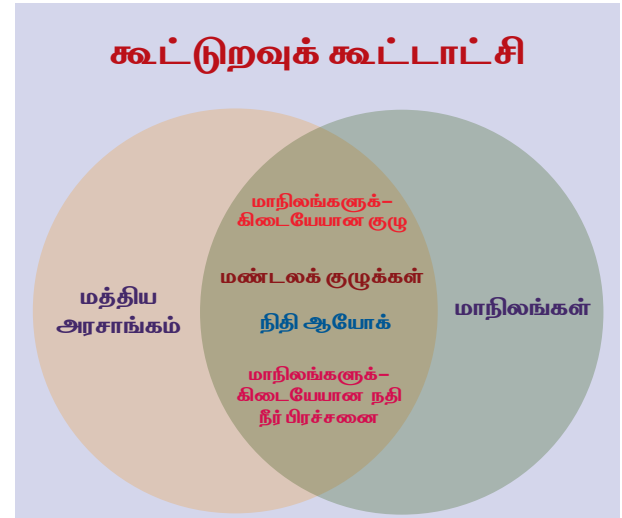 கூட்டுறவுக் கூட்டாட்சி
மாநிலங்களுக்–
கிடையேயான குழு
மண்டலக் குழுக்கள்
மத்திய
அரசாங்கம்
நிதி ஆயோக்
மாநிலங்கள்
மாநிலங்களுக்–
கிடையேயான நதி
நீர் பிரச்சனை